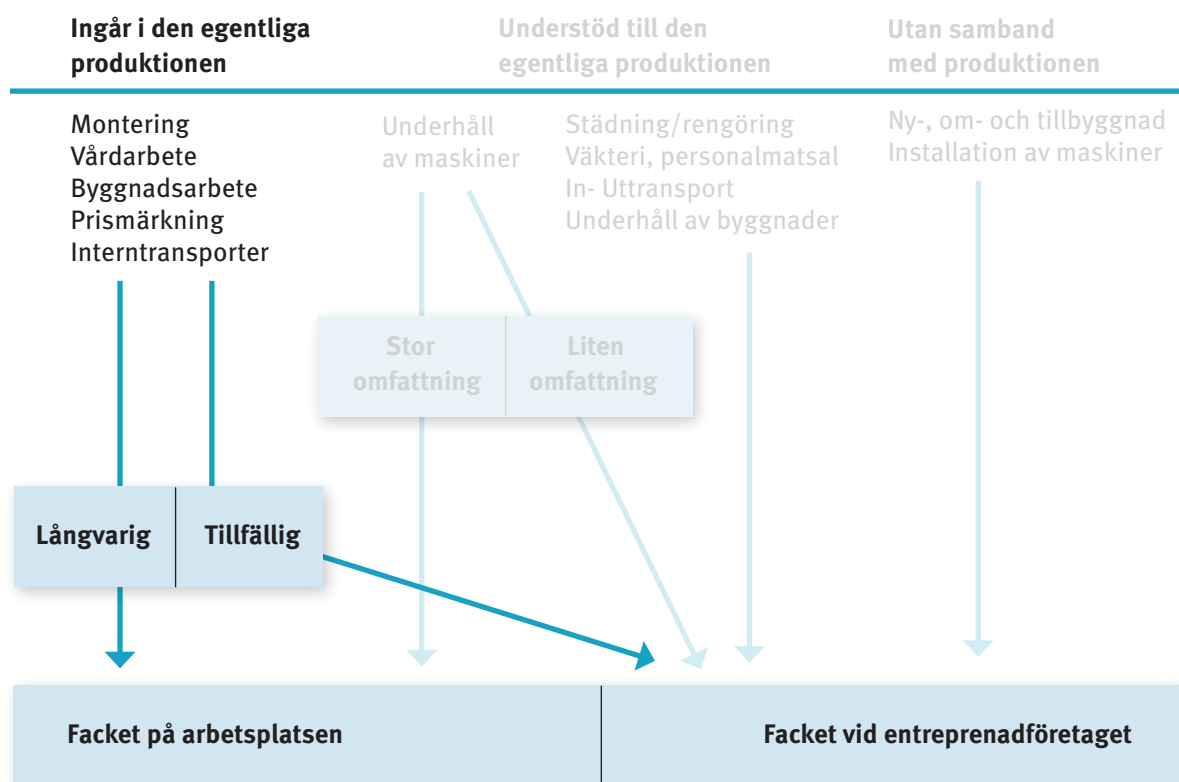 Ingår i den egentliga
produktionen
Understöd till den
egentliga produktionen
Utan samband
med produktionen
Montering
Vårdarbete
Byggnadsarbete
Prismärkning
Interntransporter
Underhåll
av maskiner
Städning/rengöring
Väkteri, personalmatsal
In- Uttransport
Underhåll av byggnader
Ny-, om- och tillbyggnad
Installation av maskiner
Stor
omfattning
Liten
omfattning
Långvarig
Tillfällig
Facket på arbetsplatsen
Facket vid entreprenadföretaget